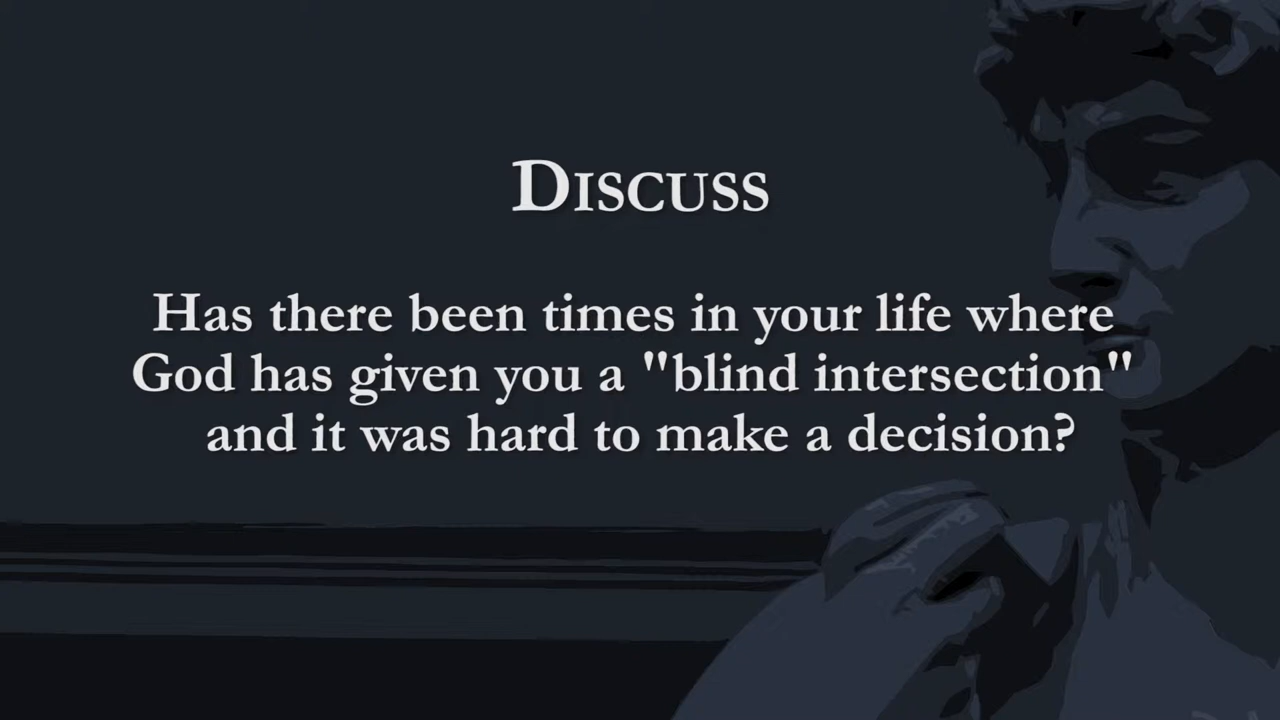 Discuss
Has there been times in your life where
God has given you a "blind intersection"
and it was hard to make a decision?